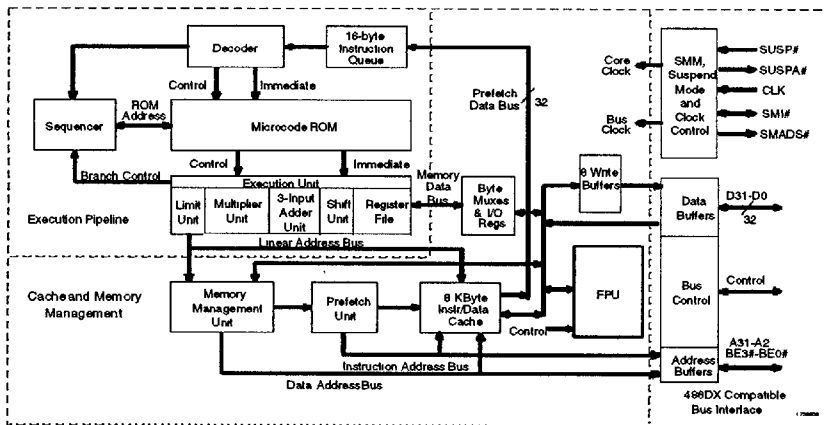 Decoder
16-byte
Instruction
Queue
Control
Immediate
Sequencer
ROM
Address
Microcode ROM
Control
Immediate
Branch Control
Execution Unit
Limit
Unit
Multiplier
Unit
3-Input
Adder
Unit
Shift
Unit
Register
File
Execution Pipeline
Linear Address Bus
Memory
Data
Bus
Byte
Muxes
& I/O
Regs
Prefetch
Data Bus
32
8 Write
Buffers
Core
Clock
Bus
Clock
SMM,
Suspend
Mode
and
Clock
Control
SUSP#
SUSPA#
CLK
SMI#
SMADS#
Data
Buffers
D31-D0
32
Bus
Control
Control
Address
Buffers
A31-A2
BE3#-BE0#
486DX Compatible
Bus Interlace
Cache and Memory
Management
Memory
Management
Unit
Prefetch
Unit
8 KByte
Instr/Data
Cache
FPU
Control
Instruction Address Bus
Data Address Bus